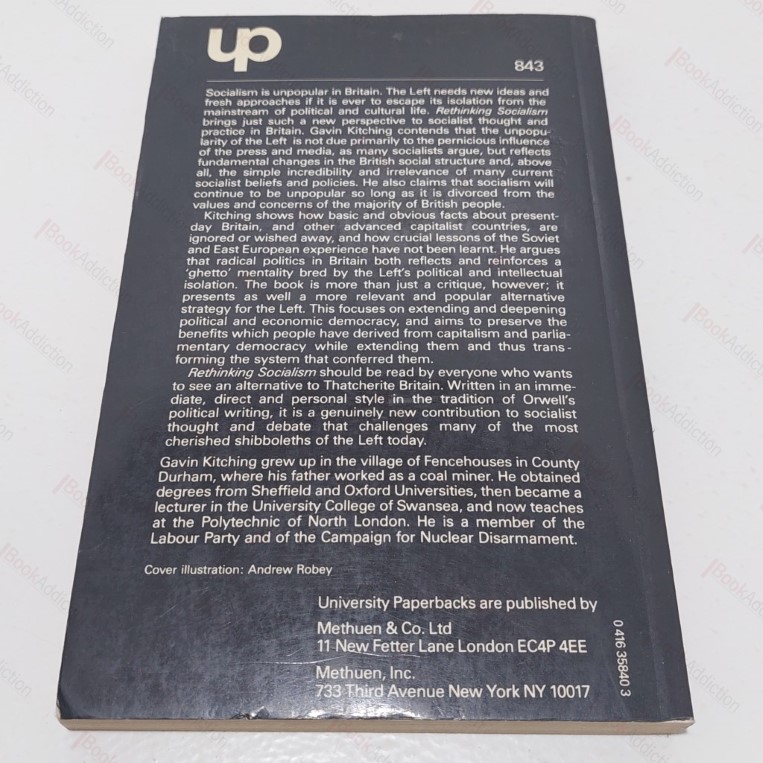 up
843
Socialism is unpopular in Britain. The Left needs new ideas and
fresh approaches if it is ever to escape its isolation from the
mainstream of political and cultural life. Rethinking Socialism
brings just such a new perspective to socialist thought and
practice in Britain. Gavin Kitching contends that the unpopu-
larity of the Left is not due primarily to the pernicious influence
of the press and media, as many socialists argue, but reflects
fundamental changes in the British social structure and, above
all, the simple incredibility and irrelevance of many current
socialist beliefs and policies. He also claims that socialism will
continue to be unpopular so long as it is divorced from the
values and concerns of the majority of British people.
Kitching shows how basic and obvious facts about present-
day Britain, and other advanced capitalist countries, are
ignored or wished away, and how crucial lessons of the Soviet
and East European experience have not been learnt. He argues
that radical politics in Britain both reflects and reinforces a
'ghetto' mentality bred by the Left's political and intellectual
isolation. The book is more than just a critique, however; it
presents as well a more relevant and popular alternative
strategy for the Left. This focuses on extending and deepening
political and economic democracy, and aims to preserve the
benefits which people have derived from capitalism and parlia-
mentary democracy while extending them and thus trans-
forming the system that conferred them.
Rethinking Socialism should be read by everyone who wants
to see an alternative to Thatcherite Britain. Written in an imme-
diate, direct and personal style in the tradition of Orwell's
political writing, it is a genuinely new contribution to socialist
thought and debate that challenges many of the most
cherished shibboleths of the Left today.
Gavin Kitching grew up in the village of Fencehouses in County
Durham, where his father worked as a coal miner. He obtained
degrees from Sheffield and Oxford Universities, then became a
lecturer in the University College of Swansea, and now teaches
at the Polytechnic of North London. He is a member of the
Labour Party and of the Campaign for Nuclear Disarmament.
Cover illustration: Andrew Robey
University Paperbacks are published by
Methuen & Co. Ltd
11 New Fetter Lane London EC4P 4EE
Methuen, Inc.
733 Third Avenue New York NY 10017
0 416 35840 3
BookAddiction